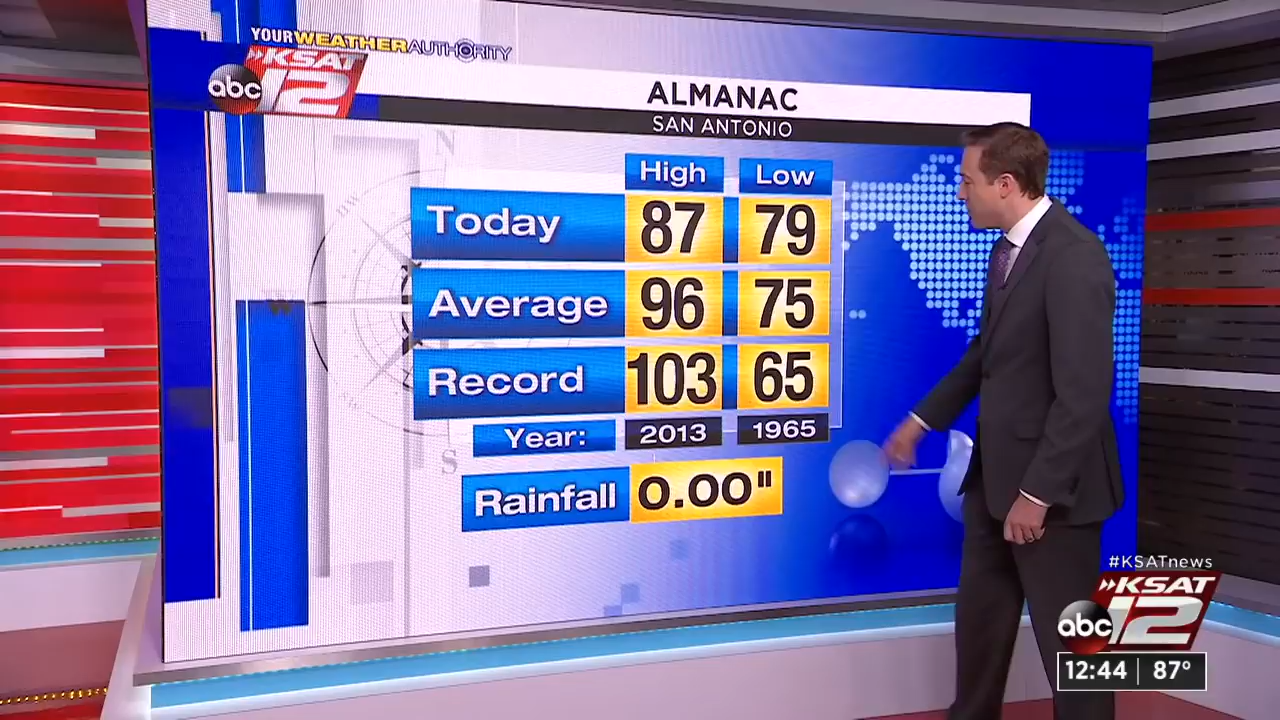 YOUR WEATHER AUTHORITY
KSAT
abc 12
ALMANAC
SAN ANTONIO
High Low
Today 87 79
Average 96 75
Record 103 65
Year: 2013 1965
Rainfall 0.00"
N
S
#KSATnews
KSAT
abc 12
12:44 87°